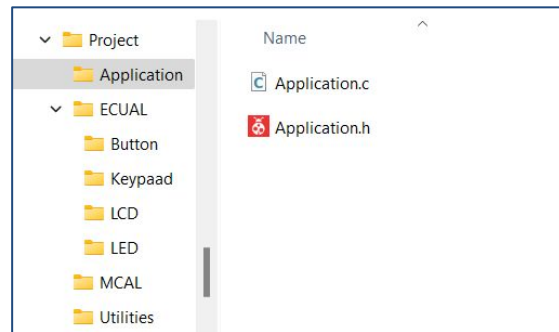 Project
Application
ECUAL
Button
Keypaad
LCD
LED
MCAL
Utilities
Name
Application.c
Application.h